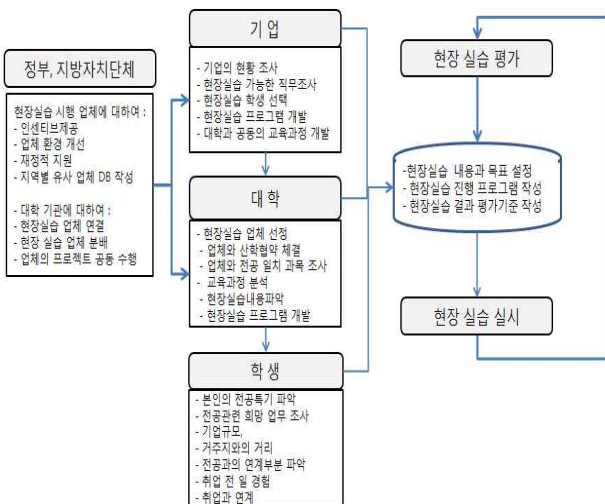 정부, 지방자치단체
현장실습 시행 업체에 대하여 :
- 인센티브제공
- 업체 환경 개선
- 재정적 지원
- 지역별 유사 업체 DB 작성
- 대학 기관에 대하여 :
- 현장실습 업체 연결
- 현장 실습 업체 분배
- 업체의 프로젝트 공동 수행
기 업
- 기업의 현황 조사
- 현장실습 가능한 직무조사
- 현장실습 학생 선택
- 현장실습 프로그램 개발
- 대학과 공동의 교육과정 개발
대 학
- 현장실습 업체 선정
- 업체와 산학협약 체결
- 업체와 전공 일치 과목 조사
- 교육과정 분석
- 현장실습내용파악
- 현장실습 프로그램 개발
학 생
- 본인의 전공특기 파악
- 전공관련 희망 업무 조사
- 기업규모,
- 거주지와의 거리
- 전공과의 연계부분 파악
- 취업 전 일 경험
- 취업과 연계
현장 실습 평가
-현장실습 내용과 목표 설정
- 현장실습 진행 프로그램 작성
- 현장실습 결과 평가기준 작성
현장 실습 실시